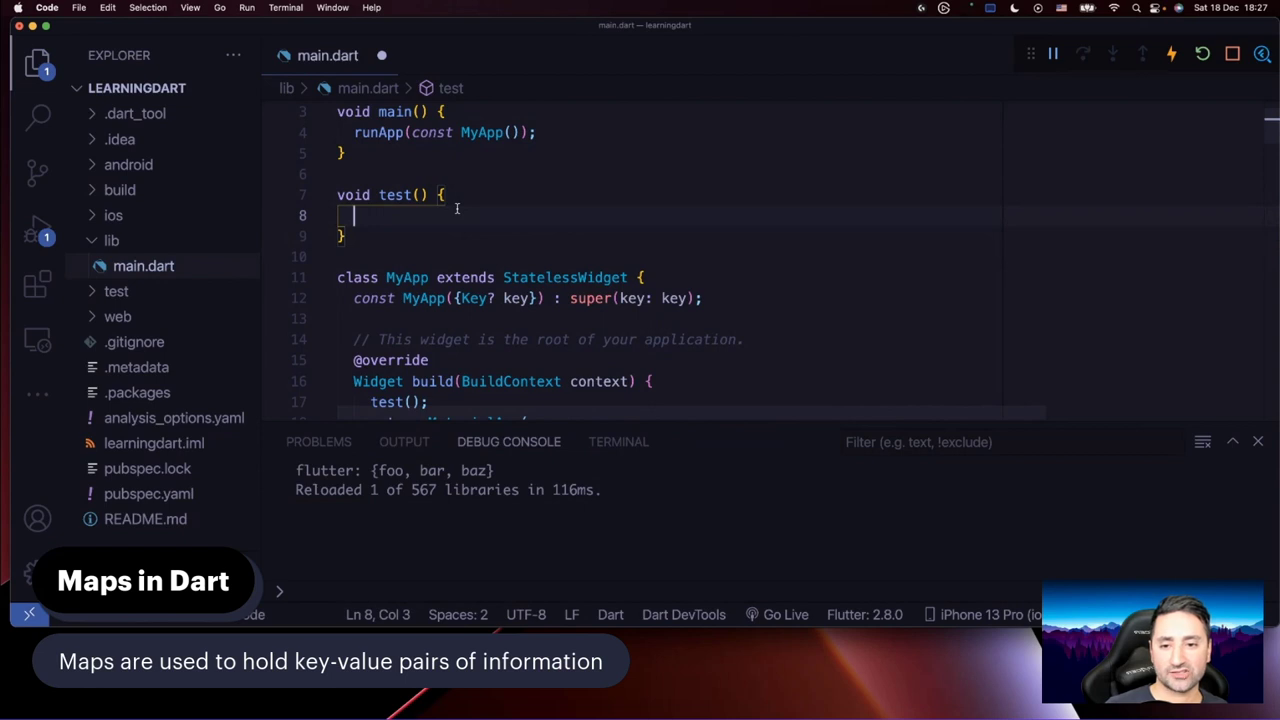 Code File Edit Selection View Go Run Terminal Window Help
Sat 18 Dec 18:27
main.dart — learningdart
EXPLORER
LEARNINGDART
.dart_tool
.idea
android
build
ios
lib
main.dart
test
web
.gitignore
.metadata
.packages
analysis_options.yaml
learningdart.iml
pubspec.lock
pubspec.yaml
README.md
1
1
main.dart
lib > main.dart > test
3 void main() {
4 runApp(const MyApp());
5 }
6
7 void test() {
8
9 }
10
11 class MyApp extends StatelessWidget {
12 const MyApp({Key? key}) : super(key: key);
13
14 // This widget is the root of your application.
15 @override
16 Widget build(BuildContext context) {
17 test();
PROBLEMS OUTPUT DEBUG CONSOLE TERMINAL
Filter (e.g. text, !exclude)
flutter: {foo, bar, baz}
Reloaded 1 of 567 libraries in 116ms.
Ln 8, Col 3 Spaces: 2 UTF-8 LF Dart Dart DevTools Go Live Flutter: 2.8.0 iPhone 13 Pro
Maps in Dart
Maps are used to hold key-value pairs of information